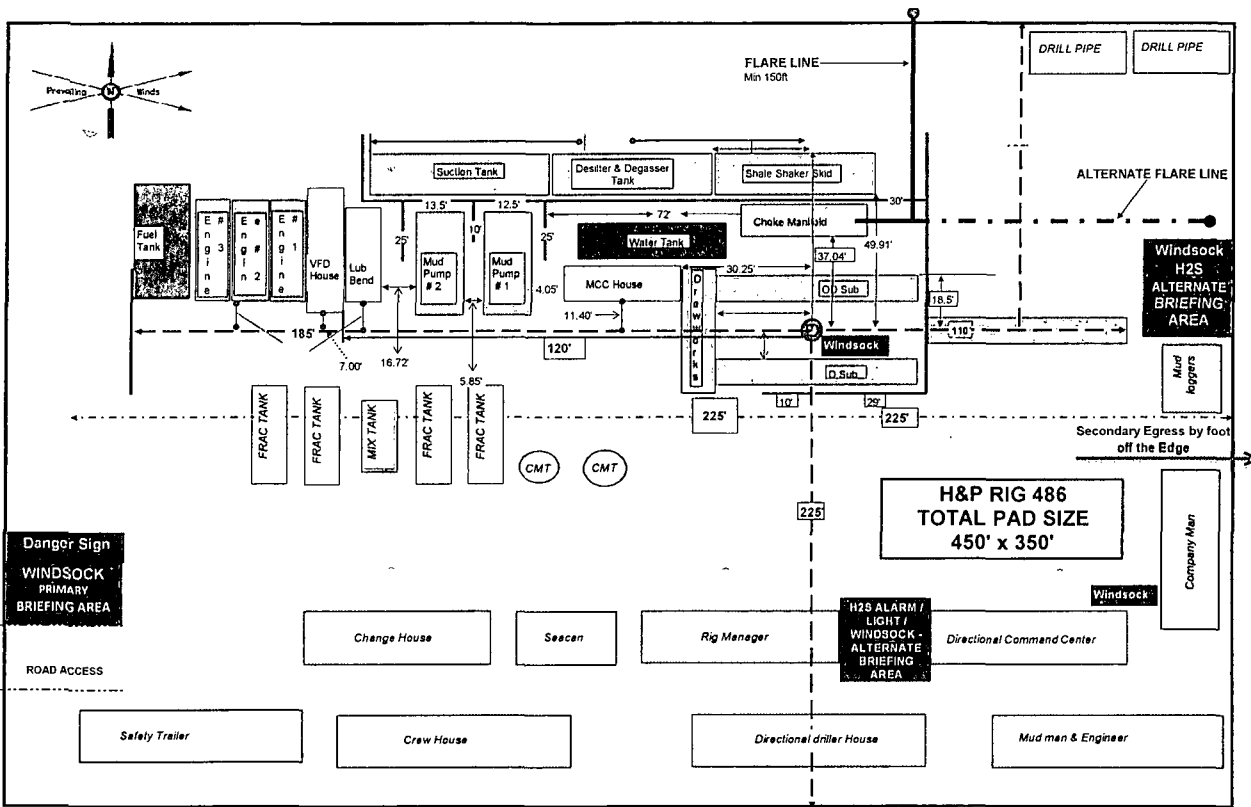 FLARE LINE
Min 150ft
DRILL PIPE
DRILL PIPE
Prevailing
N
Winds
Suction Tank
Desilter & Degasser
Tank
Shale Shaker Skid
ALTERNATE FLARE LINE
Fuel
Tank
Engine
# 3
Engine
# 2
Engine
# 1
VFD
House
Lub
Bend
13.5'
12.5'
72'
30'
Choke Manifold
25'
10'
25'
Mud
Pump
# 2
Mud
Pump
# 1
Water Tank
37.04'
49.91'
Windsock
H2S
ALTERNATE
BRIEFING
AREA
4.05'
MCC House
30.25'
Drawworks
OD Sub
18.5'
11.40'
185'
110'
7.00'
16.72'
120'
Windsock
5.85'
D Sub
Mud
loggers
10'
29'
225'
225'
FRAC TANK
FRAC TANK
MIX TANK
FRAC TANK
FRAC TANK
CMT
CMT
Secondary Egress by foot
off the Edge
H&P RIG 486
TOTAL PAD SIZE
450' x 350'
225'
Company Man
Danger Sign
WINDSOCK
PRIMARY
BRIEFING AREA
Windsock
Change House
Seacan
Rig Manager
H2S ALARM /
LIGHT /
WINDSOCK -
ALTERNATE
BRIEFING
AREA
Directional Command Center
ROAD ACCESS
Safety Trailer
Crew House
Directional driller House
Mud man & Engineer